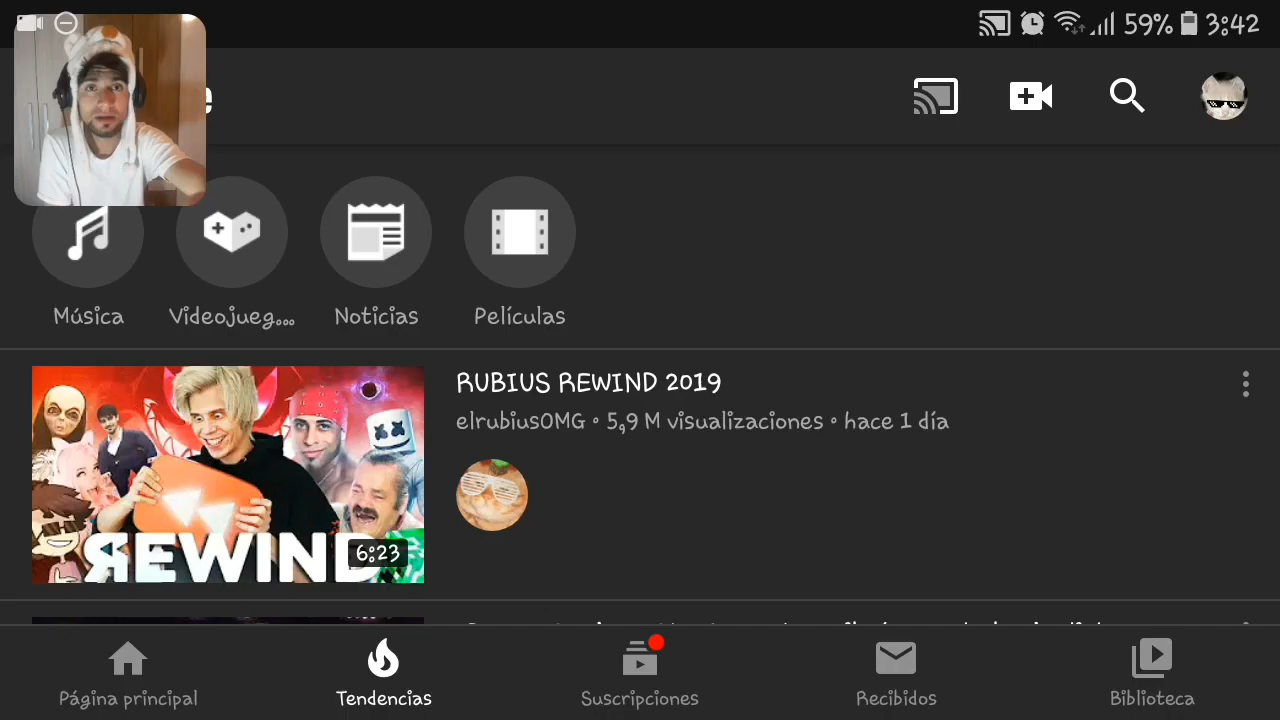 59% 3:42
e
Música Videojueg... Noticias Películas
RUBIUS REWIND 2019
elrubiusOMG • 5,9 M visualizaciones • hace 1 día
REWIND
6:23
Página principal Tendencias Suscripciones Recibidos Biblioteca